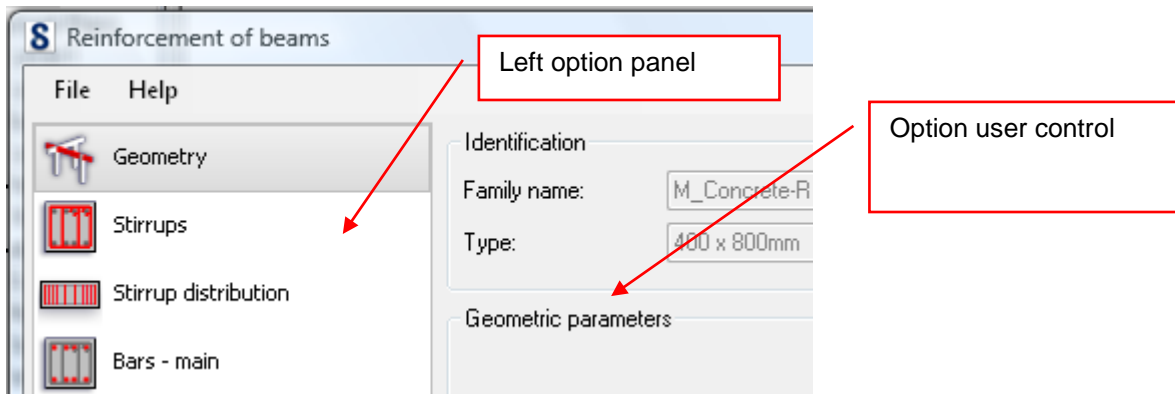 Reinforcement of beams
Left option panel
File Help
Option user control
Geometry
Identification
Family name: M_Concrete-R
Stirrups
Type: 400 x 800mm
Stirrup distribution
Geometric parameters
Bars - main